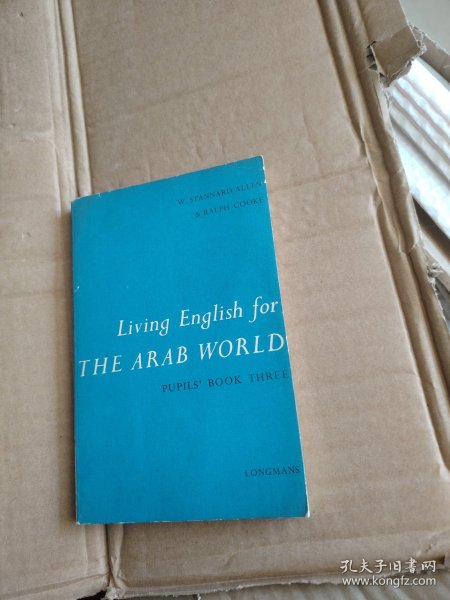 W. STANNARD ALLEN
& RALPH COOKE
Living English for
THE ARAB WORLD
PUPILS' BOOK THREE
LONGMANS
孔夫子旧书网
www.kongfz.com